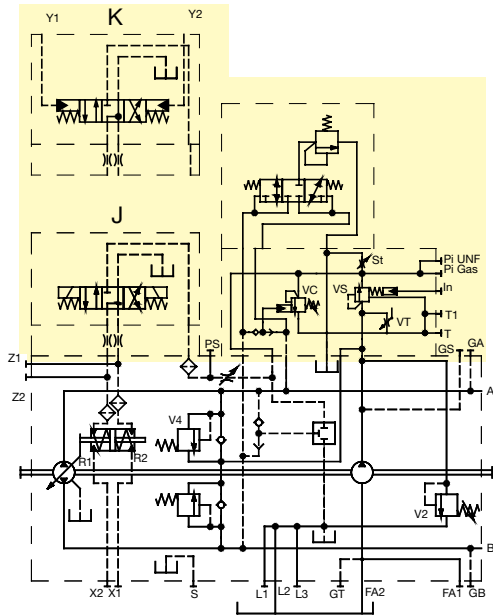 K
Y1
Y2
J
St
Pi UNF
Pi Gas
VC
VS
In
VT
T1
T
PS
GS
GA
Z1
Z2
A
V4
R1
R2
V2
B
X2
X1
S
L1
L2
L3
GT
FA2
FA1
GB